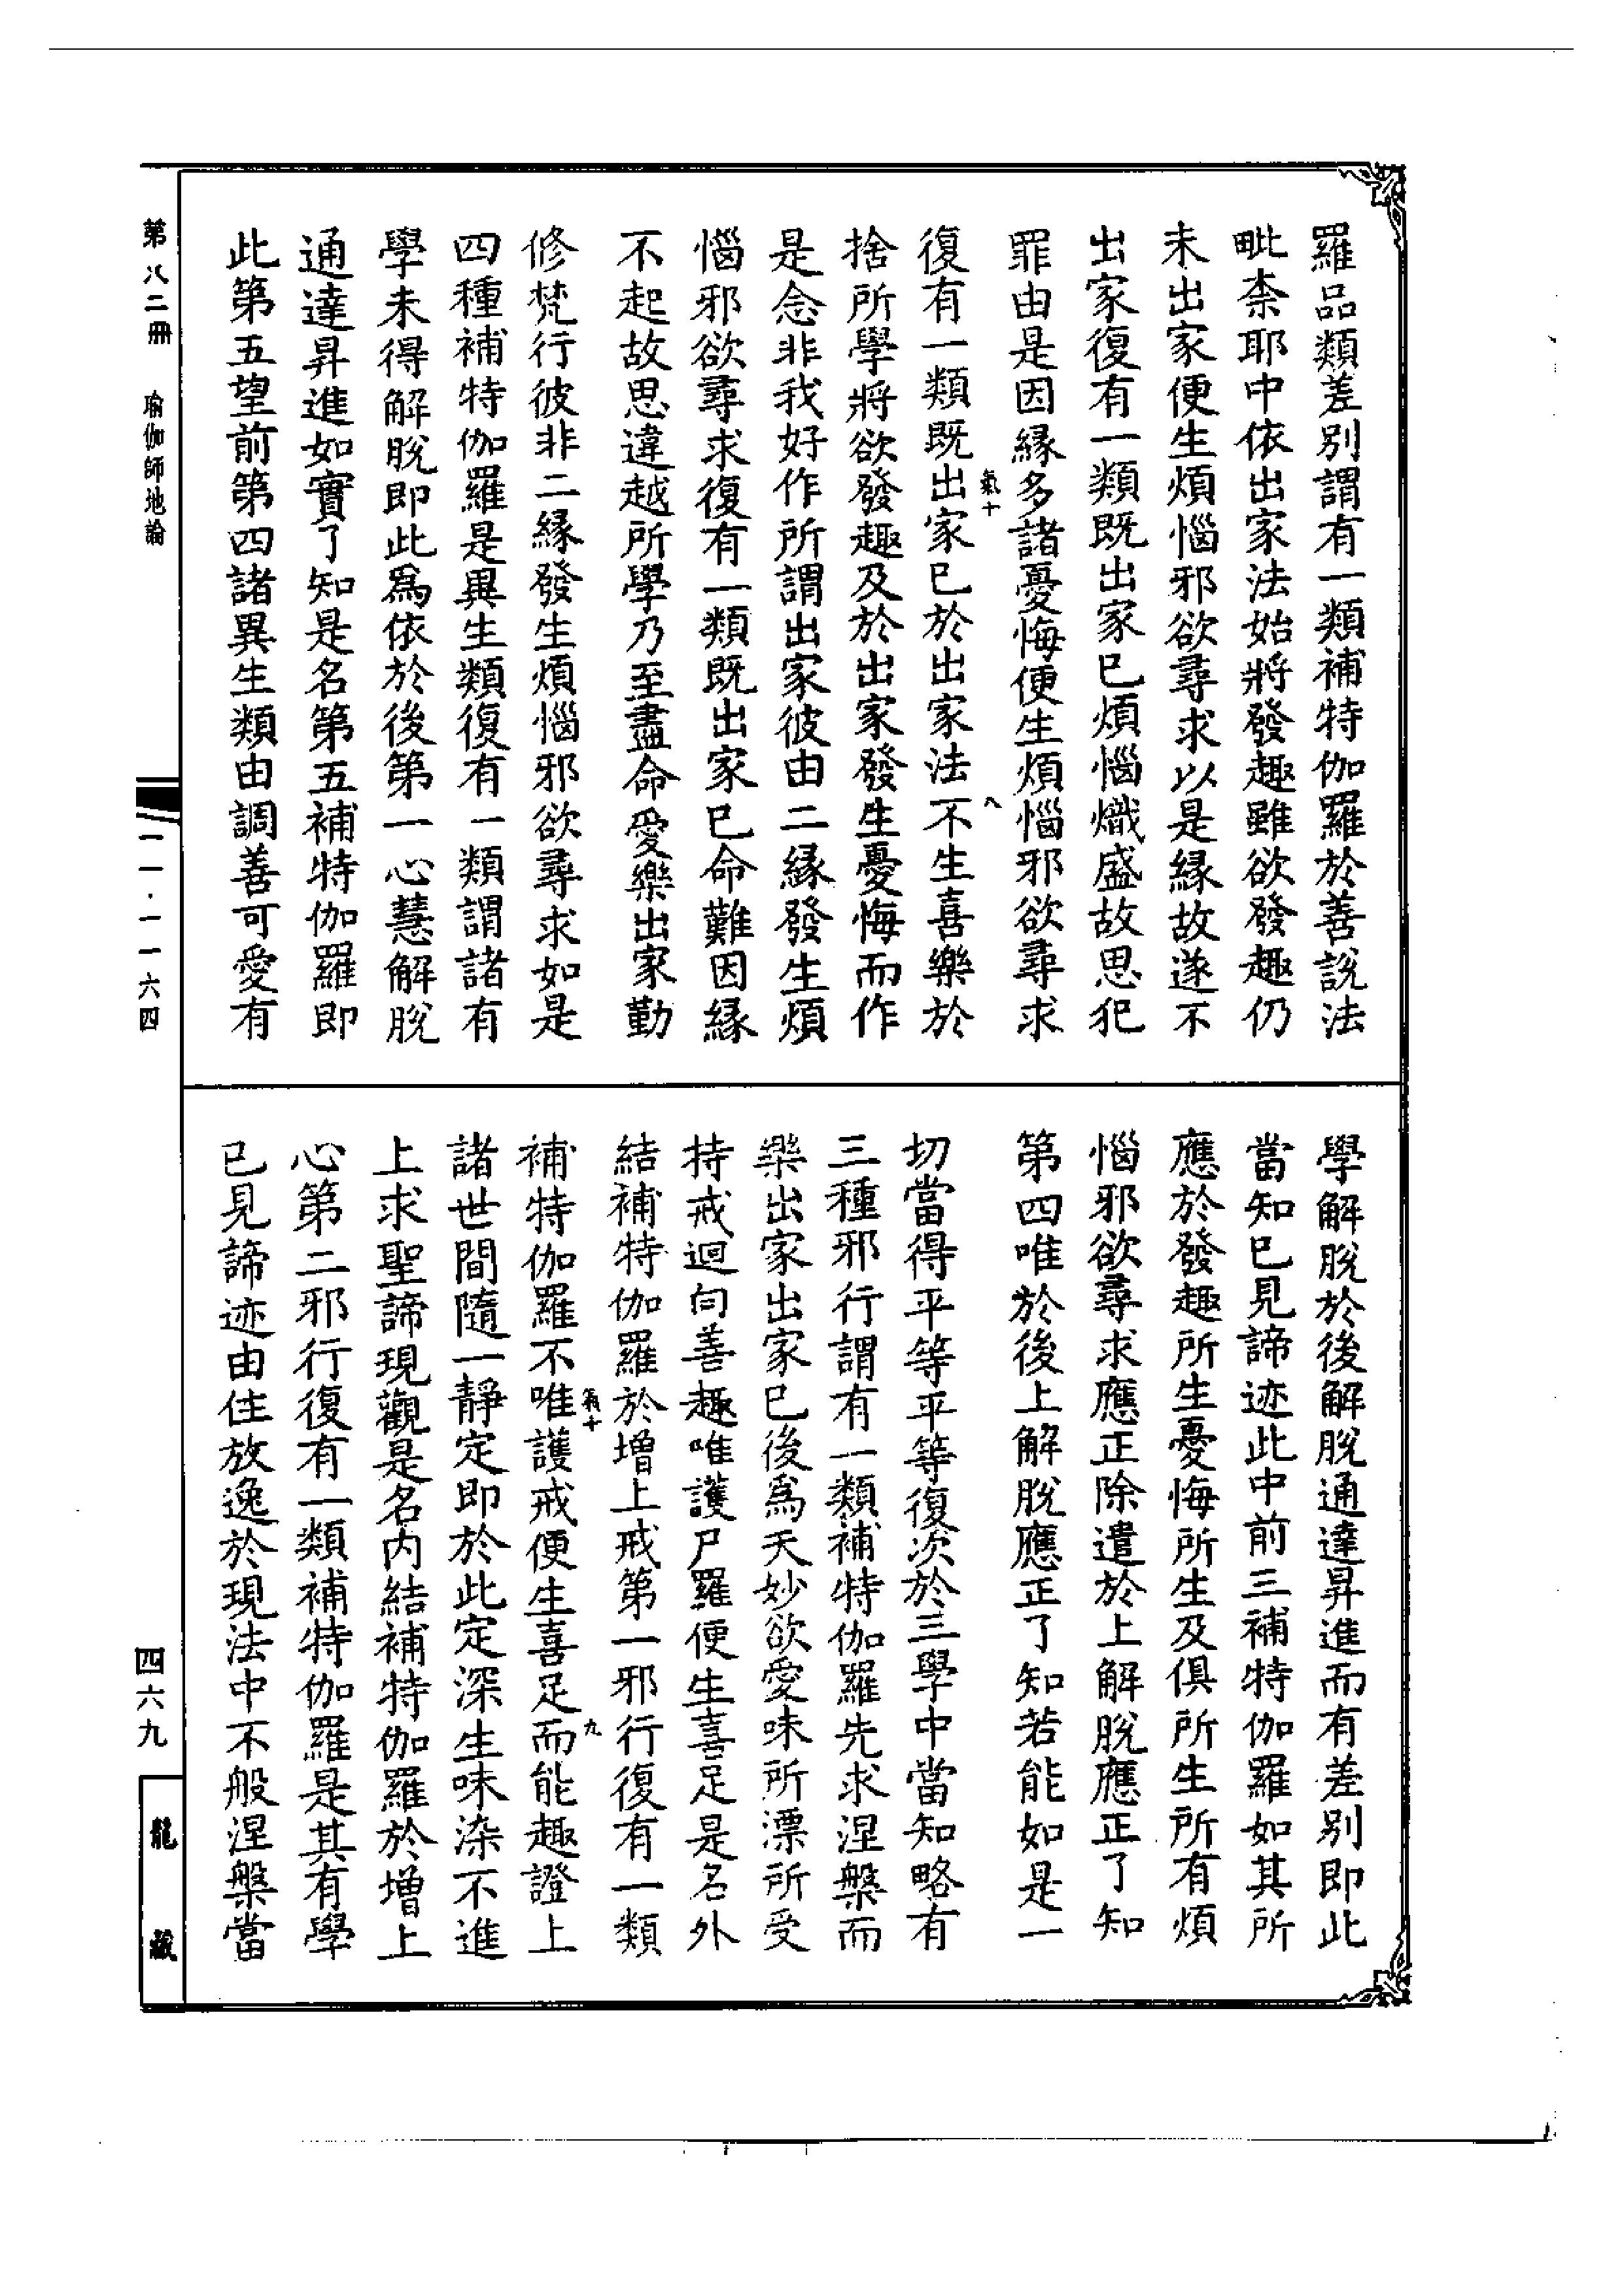 羅品類差別謂有一類補特伽羅於善說法
毗柰耶中依出家法始將發趣雖欲發趣仍
未出家便生煩惱邪欲尋求以是緣故遂不
出家復有一類既出家已煩惱熾盛故思犯
罪由是因緣多諸憂悔便生煩惱邪欲尋求
氣十 八
復有一類既出家已於出家法不生喜樂於
捨所學將欲發趣及於出家發生憂悔而作
是念非我好作所謂出家彼由二緣發生煩
惱邪欲尋求復有一類既出家已命難因緣
不起故思違越所學乃至盡命愛樂出家勤
修梵行彼非二緣發生煩惱邪欲尋求如是
四種補特伽羅是異生類復有一類謂諸有
學未得解脫即此爲依於後第一心慧解脫
通達昇進如實了知是名第五補特伽羅即
此第五望前第四諸異生類由調善可愛有
學解脫於後解脫通達昇進而有差別即此
當知已見諦迹此中前三補特伽羅如其所
應於發趣所生憂悔所生及俱所生所有煩
惱邪欲尋求應正除遣於上解脫應正了知
第四唯於後上解脫應正了知若能如是一
切當得平等平等復次於三學中當知略有
三種邪行謂有一類補特伽羅先求涅槃而
樂出家出家已後爲天妙欲愛味所漂所受
持戒迴向善趣唯護尸羅便生喜足是名外
結補特伽羅於增上戒第一邪行復有一類
氣十 九
補特伽羅不唯護戒便生喜足而能趣證上
諸世間隨一靜定即於此定深生味染不進
上求聖諦現觀是名內結補特伽羅於增上
心第二邪行復有一類補特伽羅是其有學
已見諦迹由住放逸於現法中不般涅槃當
第八二冊 瑜伽師地論
一一·一一六四
四六九
龍藏